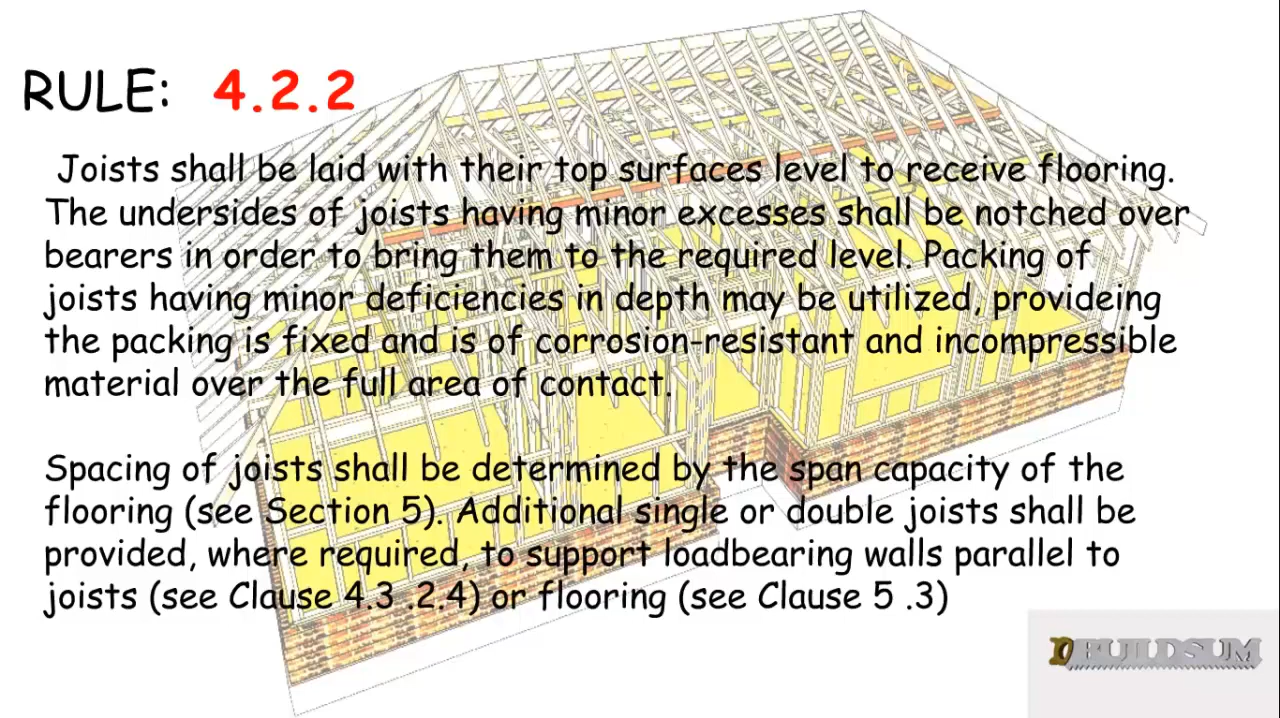 RULE: 4.2.2
Joists shall be laid with their top surfaces level to receive flooring.
The undersides of joists having minor excesses shall be notched over
bearers in order to bring them to the required level. Packing of
joists having minor deficiencies in depth may be utilized, provideing
the packing is fixed and is of corrosion-resistant and incompressible
material over the full area of contact.
Spacing of joists shall be determined by the span capacity of the
flooring (see Section 5). Additional single or double joists shall be
provided, where required, to support loadbearing walls parallel to
joists (see Clause 4.3 .2.4) or flooring (see Clause 5 .3)
BUILDSUM